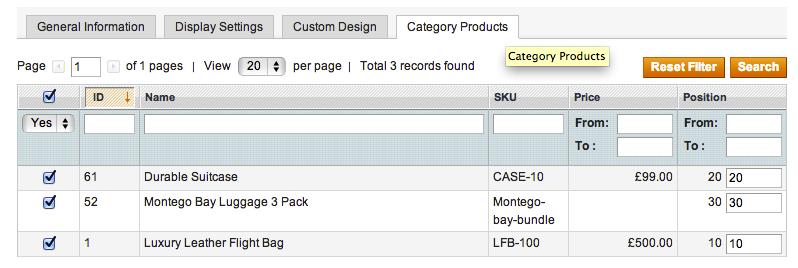 General Information Display Settings Custom Design Category Products
Page 1 of 1 pages | View 20 per page | Total 3 records found
Category Products
Reset Filter Search
ID Name SKU Price Position
Yes From: From:
To : To :
61 Durable Suitcase CASE-10 £99.00 20 20
52 Montego Bay Luggage 3 Pack Montego- 30 30
bay-bundle
1 Luxury Leather Flight Bag LFB-100 £500.00 10 10